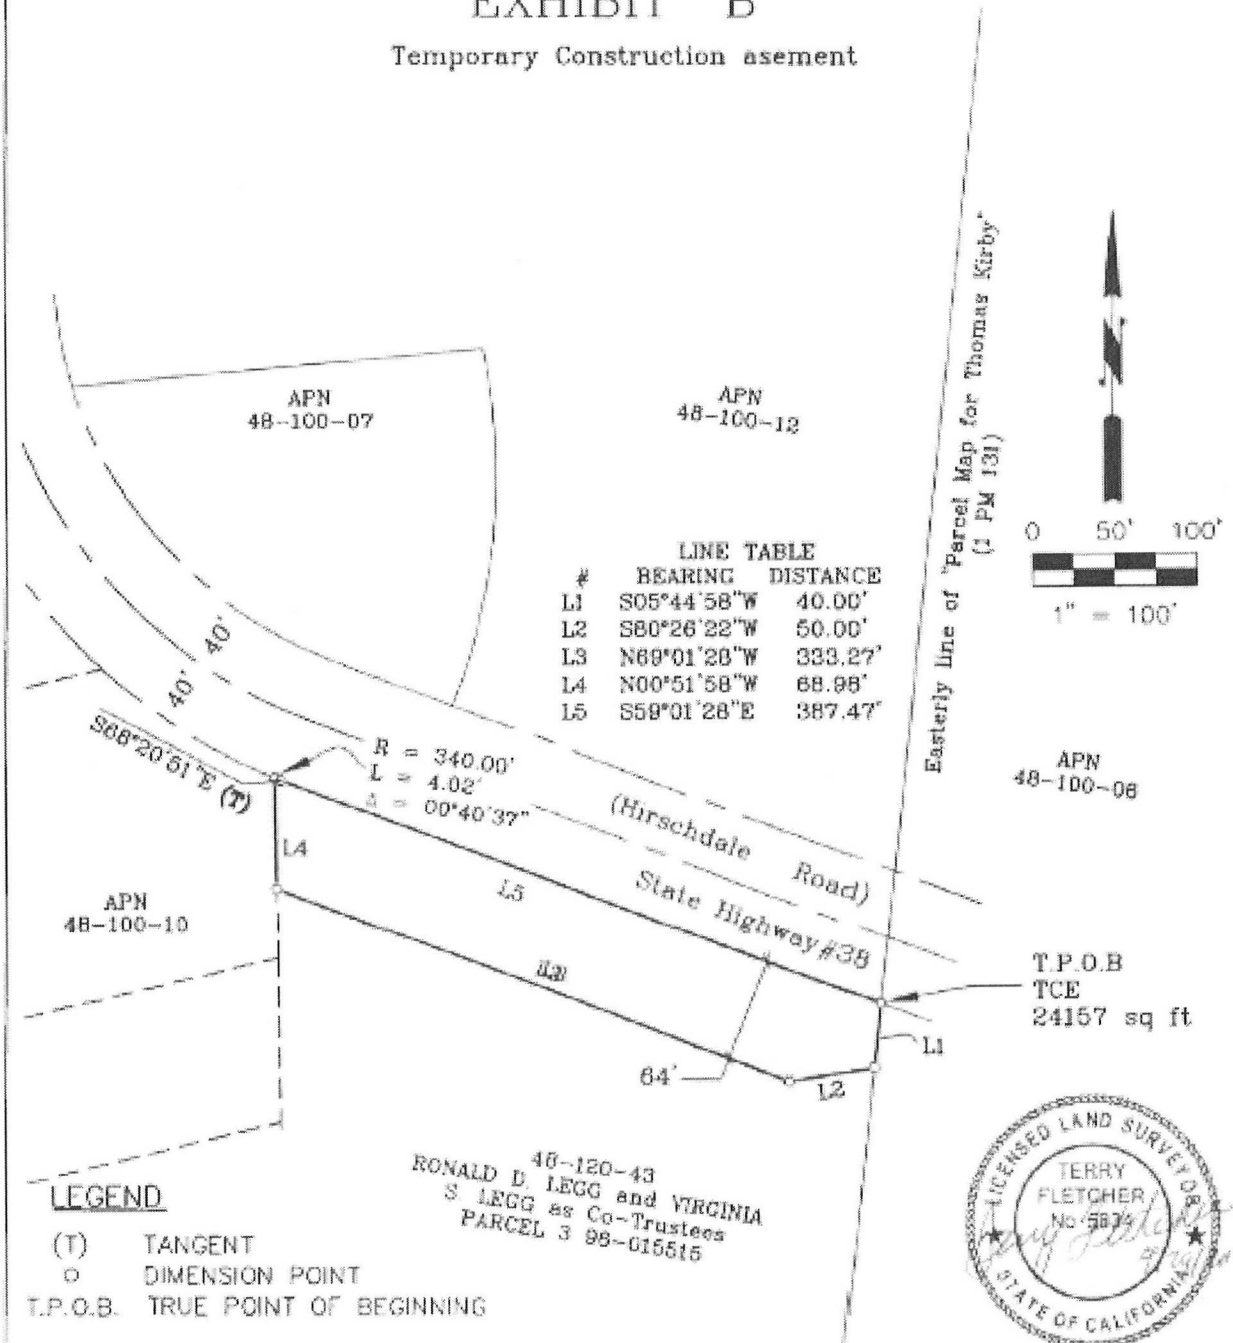 EXHIBIT B
Temporary Construction asement
APN
48-100-07
APN
48-100-12
Easterly line of "Parcel Map for Thomas Kirby"
(1 PM 131)
N
0 50' 100'
1" = 100'
LINE TABLE
# BEARING DISTANCE
L1 S05°44'58"W 40.00'
L2 S80°26'22"W 50.00'
L3 N69°01'28"W 333.27'
L4 N00°51'58"W 68.98'
L5 S59°01'28"E 387.47'
40'
40'
S68°20'51"E (T)
R = 340.00'
L = 4.02'
Δ = 00°40'37"
(Hirschdale Road)
State Highway #38
APN
48-100-08
L4
L5
APN
48-100-10
T.P.O.B
TCE
24157 sq ft
L1
64'
L2
48-120-43
RONALD D. LEGG and VIRGINIA
S LEGG as Co-Trustees
PARCEL 3 98-015515
LEGEND
(T) TANGENT
o DIMENSION POINT
T.P.O.B. TRUE POINT OF BEGINNING
LICENSED LAND SURVEYOR
TERRY
FLETCHER
No
STATE OF CALIFORNIA